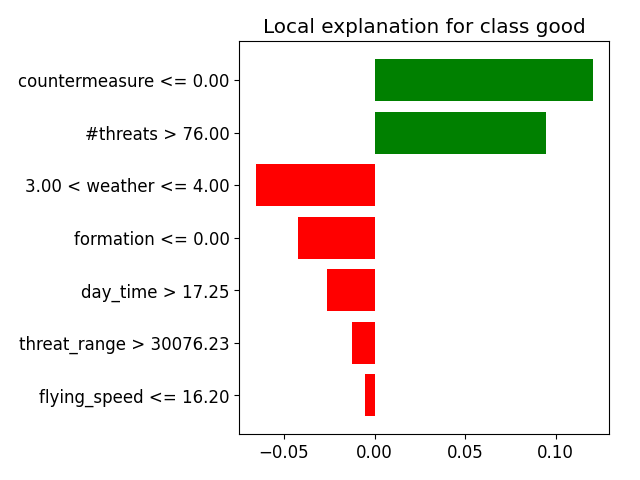 Local explanation for class good
countermeasure <= 0.00
#threats > 76.00
3.00 < weather <= 4.00
formation <= 0.00
day_time > 17.25
threat_range > 30076.23
flying_speed <= 16.20
−0.05 0.00 0.05 0.10